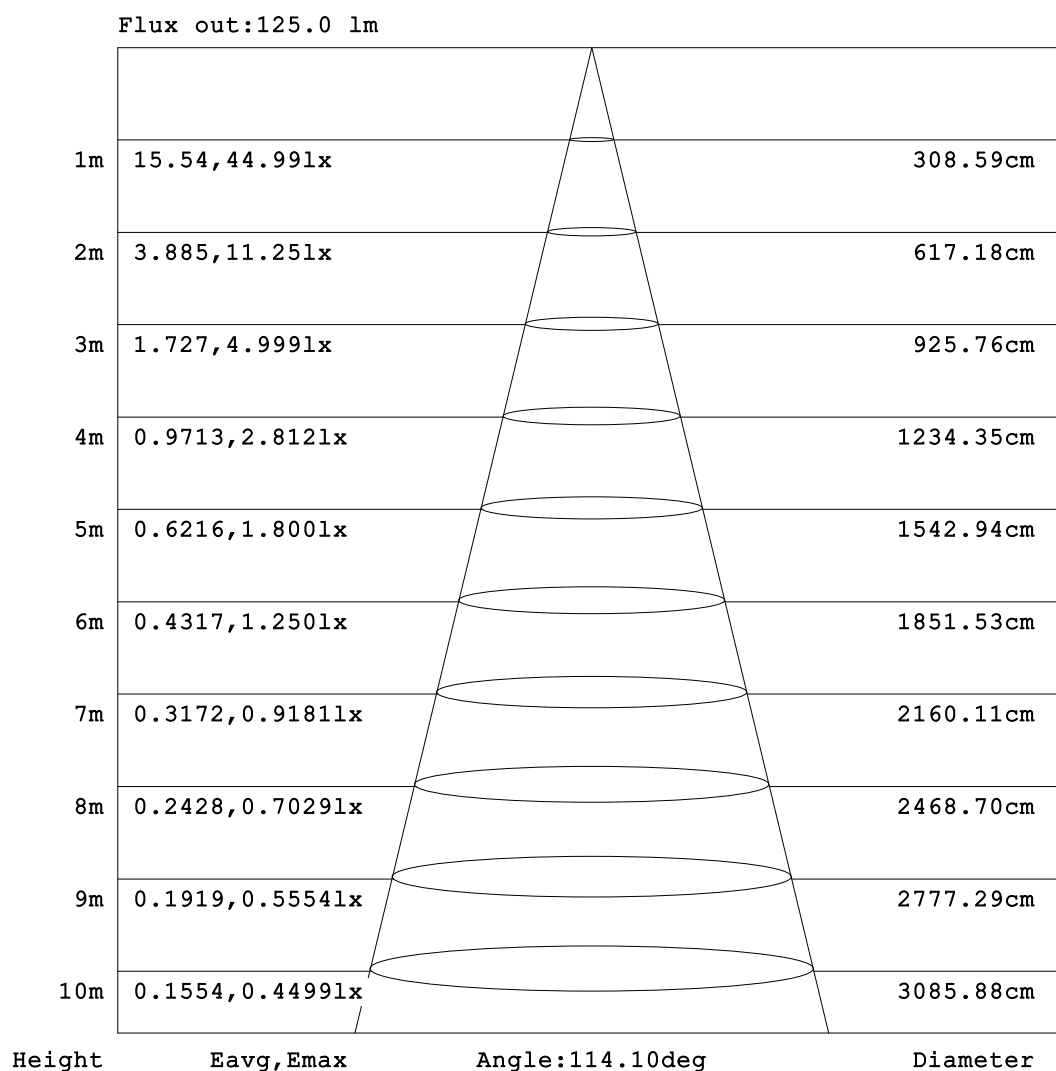 Flux out:125.0 lm
1m 15.54,44.99lx 308.59cm
2m 3.885,11.25lx 617.18cm
3m 1.727,4.999lx 925.76cm
4m 0.9713,2.812lx 1234.35cm
5m 0.6216,1.800lx 1542.94cm
6m 0.4317,1.250lx 1851.53cm
7m 0.3172,0.9181lx 2160.11cm
8m 0.2428,0.7029lx 2468.70cm
9m 0.1919,0.5554lx 2777.29cm
10m 0.1554,0.4499lx 3085.88cm
Height Eavg,Emax Angle:114.10deg Diameter